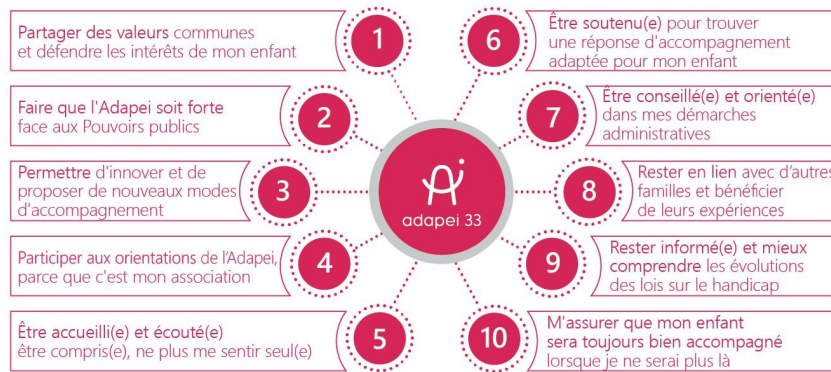 1
Partager des valeurs communes
et défendre les intérêts de mon enfant
2
Faire que l'Adapei soit forte
face aux Pouvoirs publics
3
Permettre d'innover et de
proposer de nouveaux modes
d'accompagnement
4
Participer aux orientations de l'Adapei,
parce que c'est mon association
5
Être accueilli(e) et écouté(e)
être compris(e), ne plus me sentir seul(e)
adapei 33
6
Être soutenu(e) pour trouver
une réponse d'accompagnement
adaptée pour mon enfant
7
Être conseillé(e) et orienté(e)
dans mes démarches
administratives
8
Rester en lien avec d'autres
familles et bénéficier
de leurs expériences
9
Rester informé(e) et mieux
comprendre les évolutions
des lois sur le handicap
10
M'assurer que mon enfant
sera toujours bien accompagné
lorsque je ne serai plus là